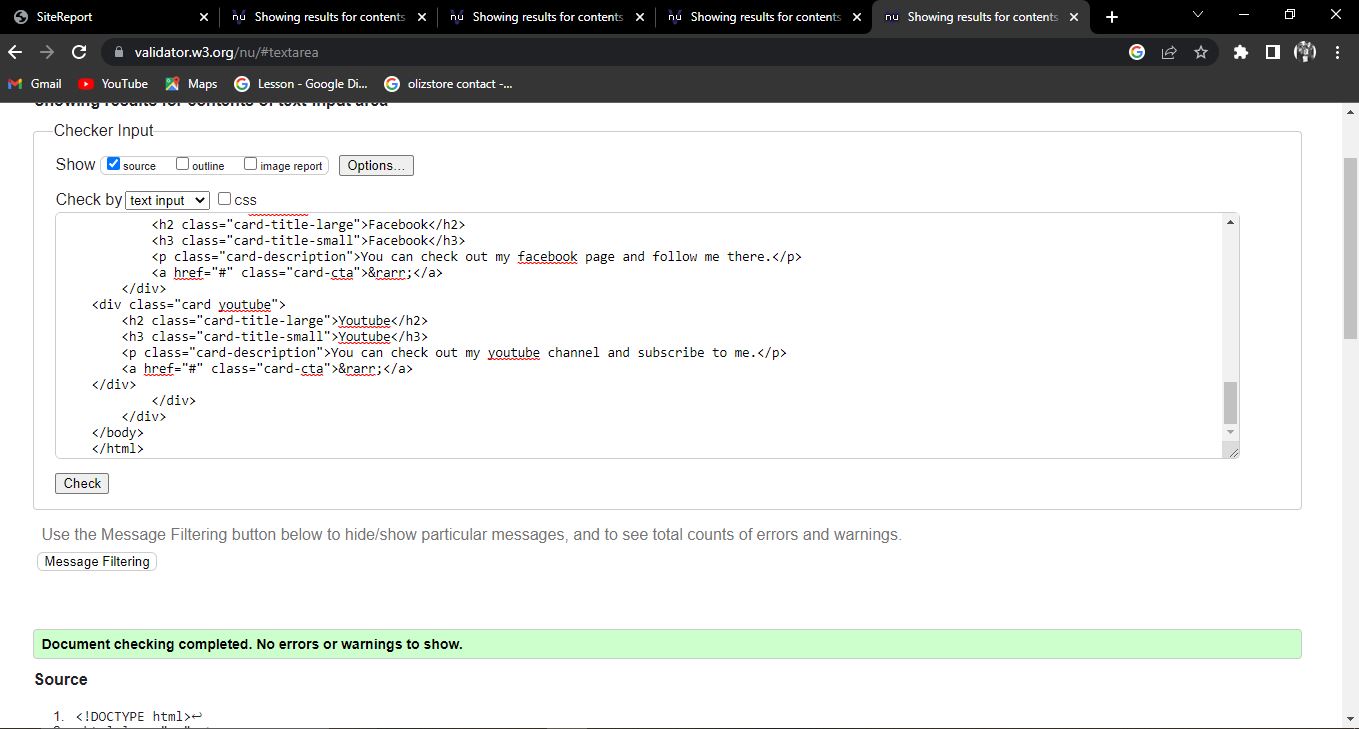 SiteReport
Showing results for contents
Showing results for contents
Showing results for contents
Showing results for contents
validator.w3.org/nu/#textarea
Gmail
YouTube
Maps
Lesson - Google Di...
olizstore contact -...
Showing results for contents of text-input area
Checker Input
Show source outline image report Options...
Check by text input css
<h2 class="card-title-large">Facebook</h2>
<h3 class="card-title-small">Facebook</h3>
<p class="card-description">You can check out my facebook page and follow me there.</p>
<a href="#" class="card-cta">&rarr;</a>
</div>
<div class="card youtube">
<h2 class="card-title-large">Youtube</h2>
<h3 class="card-title-small">Youtube</h3>
<p class="card-description">You can check out my youtube channel and subscribe to me.</p>
<a href="#" class="card-cta">&rarr;</a>
</div>
</div>
</div>
</body>
</html>
Check
Use the Message Filtering button below to hide/show particular messages, and to see total counts of errors and warnings.
Message Filtering
Document checking completed. No errors or warnings to show.
Source
1. <!DOCTYPE html>↩